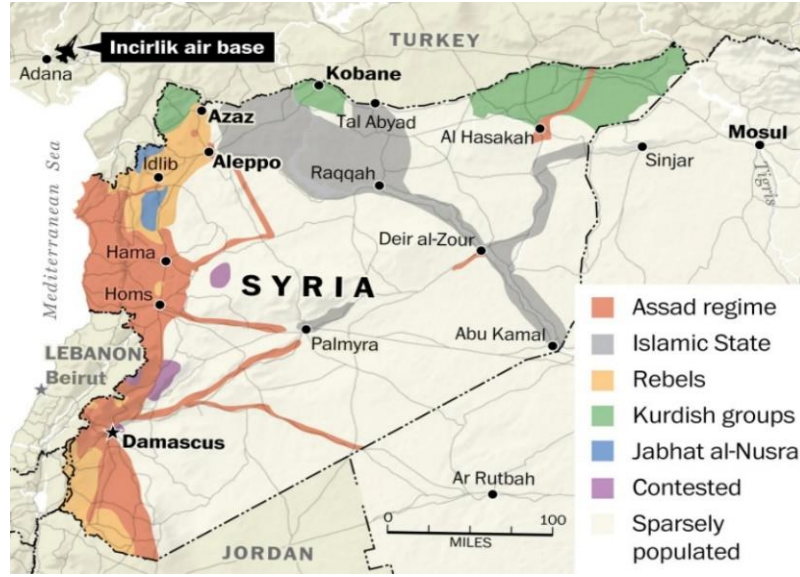 Incirlik air base
TURKEY
Adana
Kobane
Azaz
Tal Abyad
Al Hasakah
Mosul
Idlib
Aleppo
Raqqah
Sinjar
Tigris
Mediterranean Sea
Deir al-Zour
Hama
SYRIA
Homs
Palmyra
Abu Kamal
LEBANON
Beirut
Damascus
Ar Rutbah
0 100
MILES
JORDAN
Assad regime
Islamic State
Rebels
Kurdish groups
Jabhat al-Nusra
Contested
Sparsely
populated